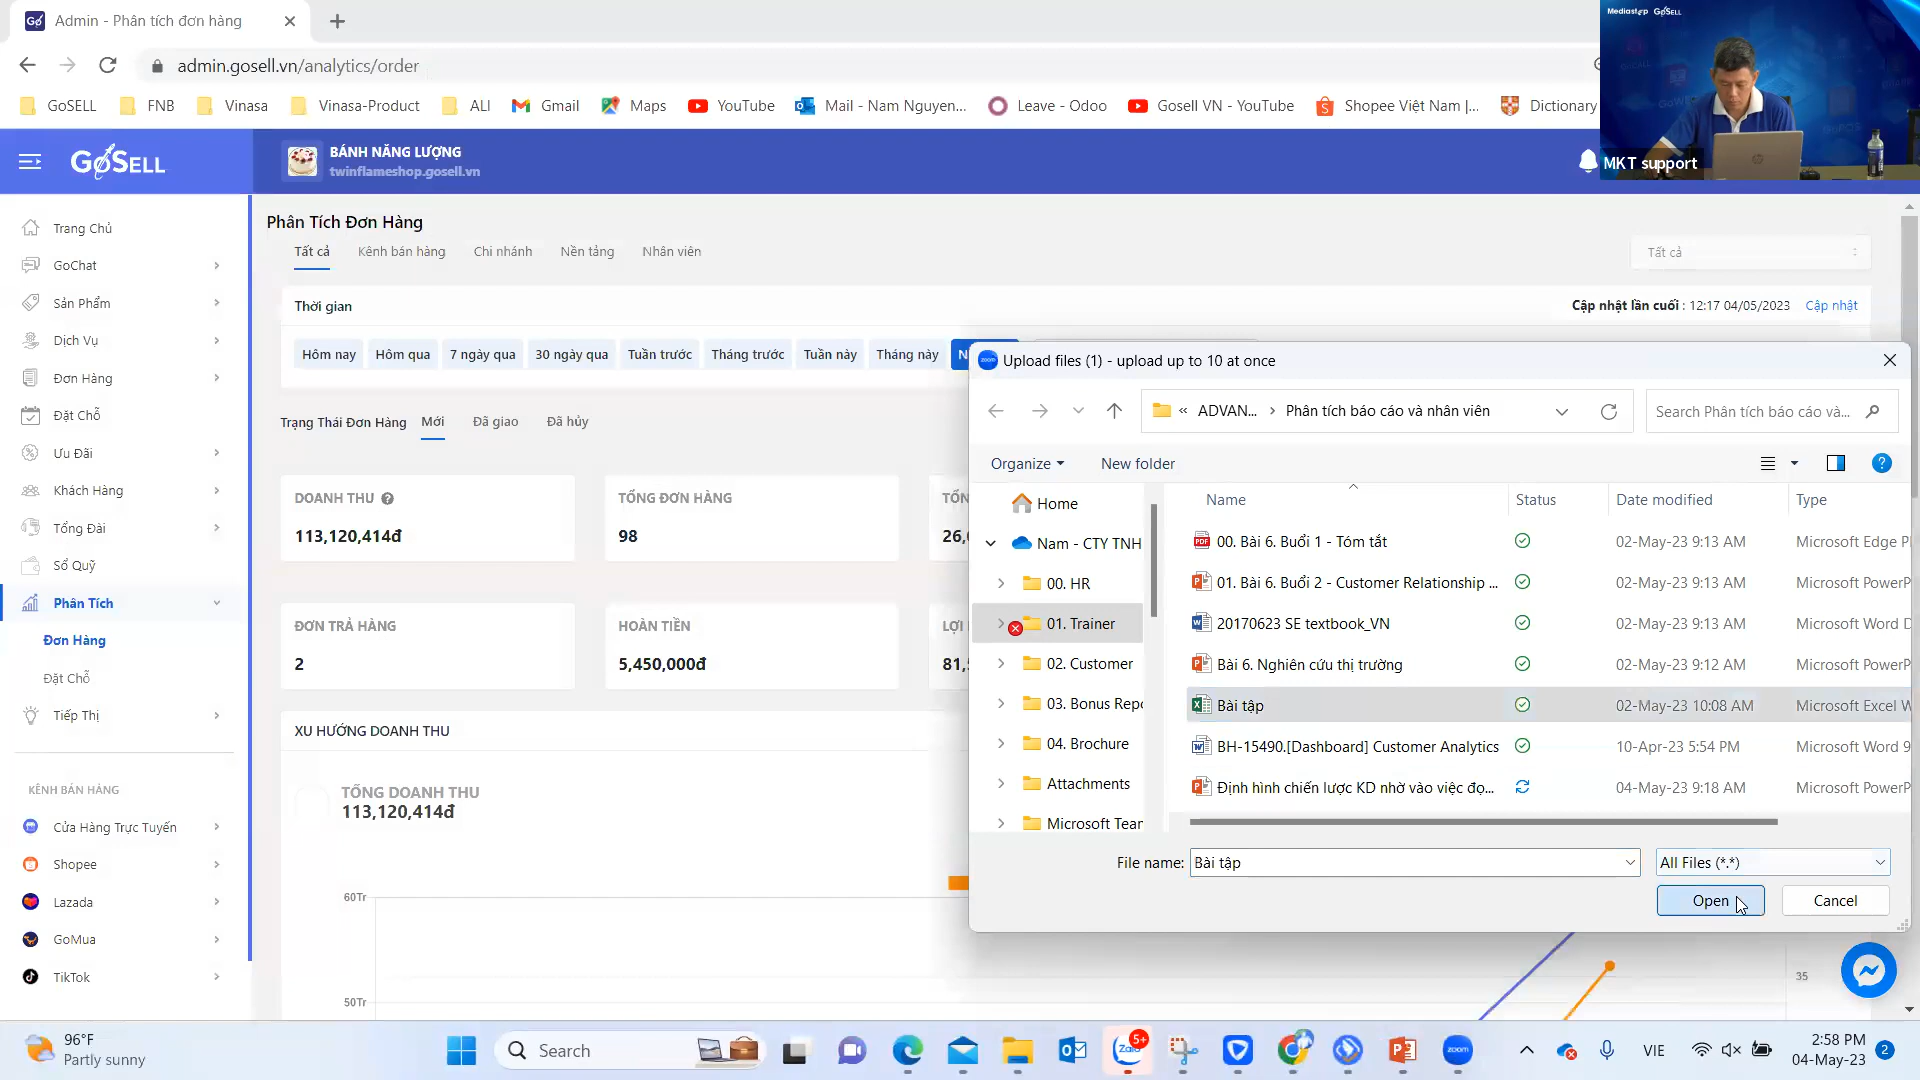 Admin - Phân tích đơn hàng
admin.gosell.vn/analytics/order
GoSELL
FNB
Vinasa
Vinasa-Product
ALI
Gmail
Maps
YouTube
Mail - Nam Nguyen...
Leave - Odoo
Gosell VN - YouTube
Shopee Việt Nam |...
Dictionary
Mediastep GoSELL
MKT support
GoSELL
BÁNH NĂNG LƯỢNG
twinflameshop.gosell.vn
Trang Chủ
GoChat
Sản Phẩm
Dịch Vụ
Đơn Hàng
Đặt Chỗ
Ưu Đãi
Khách Hàng
Tổng Đài
Sổ Quỹ
Phân Tích
Đơn Hàng
Đặt Chỗ
Tiếp Thị
KÊNH BÁN HÀNG
Cửa Hàng Trực Tuyến
Shopee
Lazada
GoMua
TikTok
Phân Tích Đơn Hàng
Tất cả
Kênh bán hàng
Chi nhánh
Nền tảng
Nhân viên
Tất cả
Thời gian
Cập nhật lần cuối : 12:17 04/05/2023
Cập nhật
Hôm nay
Hôm qua
7 ngày qua
30 ngày qua
Tuần trước
Tháng trước
Tuần này
Tháng này
Trạng Thái Đơn Hàng
Mới
Đã giao
Đã hủy
DOANH THU
113,120,414đ
TỔNG ĐƠN HÀNG
98
ĐƠN TRẢ HÀNG
2
HOÀN TIỀN
5,450,000đ
XU HƯỚNG DOANH THU
TỔNG DOANH THU
113,120,414đ
60Tr
50Tr
35
zoom
Upload files (1) - upload up to 10 at once
« ADVAN... › Phân tích báo cáo và nhân viên
Search Phân tích báo cáo và...
Organize
New folder
Home
Nam - CTY TNH
00. HR
01. Trainer
02. Customer
03. Bonus Repo
04. Brochure
Attachments
Microsoft Team
Name
Status
Date modified
Type
00. Bài 6. Buổi 1 - Tóm tắt
02-May-23 9:13 AM
Microsoft Edge P
01. Bài 6. Buổi 2 - Customer Relationship ...
02-May-23 9:13 AM
Microsoft PowerP
20170623 SE textbook_VN
02-May-23 9:13 AM
Microsoft Word D
Bài 6. Nghiên cứu thị trường
02-May-23 9:12 AM
Microsoft PowerP
Bài tập
02-May-23 10:08 AM
Microsoft Excel W
BH-15490.[Dashboard] Customer Analytics
10-Apr-23 5:54 PM
Microsoft Word 9
Định hình chiến lược KD nhờ vào việc đọ...
04-May-23 9:18 AM
Microsoft PowerP
File name:
Bài tập
All Files (*.*)
Open
Cancel
96°F
Partly sunny
Search
5+
Zalo
zoom
VIE
2:58 PM
04-May-23
2